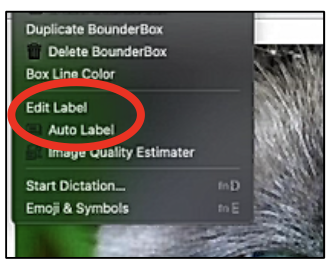 Duplicate BounderBox
Delete BounderBox
Box Line Color
Edit Label
Auto Label
Image Quality Estimater
Start Dictation... fn D
Emoji & Symbols fn E